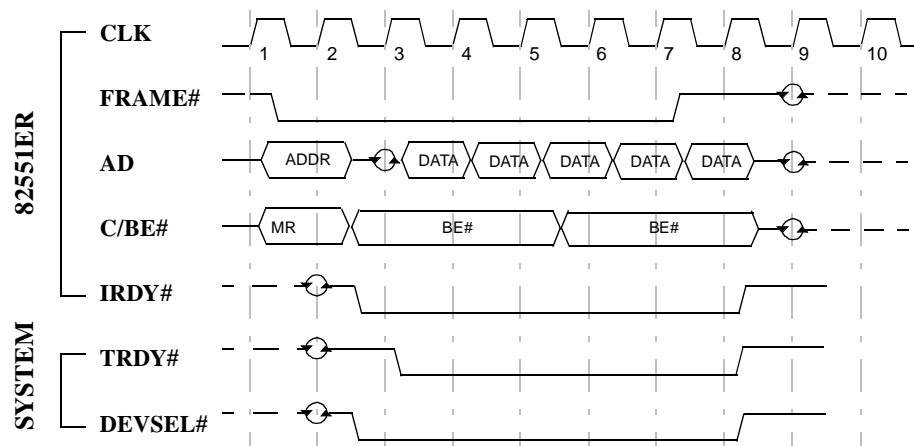 CLK
1 2 3 4 5 6 7 8 9 10
FRAME#
82551ER
AD ADDR DATA DATA DATA DATA DATA
C/BE# MR BE# BE#
IRDY#
SYSTEM
TRDY#
DEVSEL#